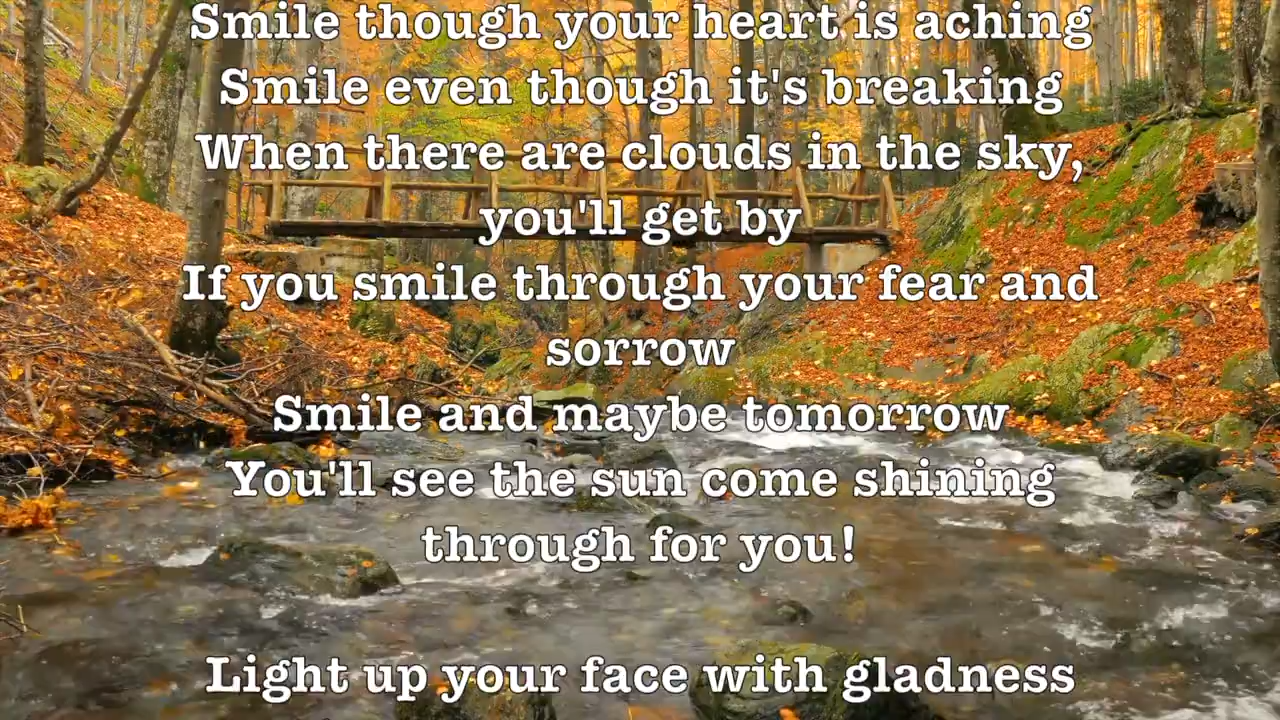 Smile though your heart is aching
Smile even though it's breaking
When there are clouds in the sky,
you'll get by
If you smile through your fear and
sorrow
Smile and maybe tomorrow
You'll see the sun come shining
through for you!
Light up your face with gladness